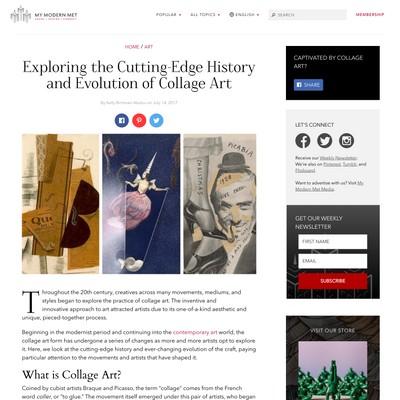 MY MODERN MET
POPULAR
ALL TOPICS
ENGLISH
SEARCH
MEMBERSHIP
HOME / ART
Exploring the Cutting-Edge History
and Evolution of Collage Art
By Kelly Richman-Abdou on July 14, 2017
PICABIA
CHRISTMAS
Throughout the 20th century, creatives across many movements, mediums, and
styles began to explore the practice of collage art. The inventive and
innovative approach to art attracted artists due to its one-of-a-kind aesthetic and
unique, pieced-together process.
Beginning in the modernist period and continuing into the contemporary art world, the
collage art form has undergone a series of changes as more and more artists opt to explore
it. Here, we look at the cutting-edge history and ever-changing evolution of the craft, paying
particular attention to the movements and artists that have shaped it.
What is Collage Art?
Coined by cubist artists Braque and Picasso, the term "collage" comes from the French
word coller, or "to glue." The movement itself emerged under this pair of artists, who began
CAPTIVATED BY COLLAGE
ART?
SHARE
LET'S CONNECT
Receive our Weekly Newsletter.
We're also on Pinterest, Tumblr, and
Flipboard.
Want to advertise with us? Visit My
Modern Met Media.
GET OUR WEEKLY
NEWSLETTER
FIRST NAME
EMAIL
SUBSCRIBE
VISIT OUR STORE